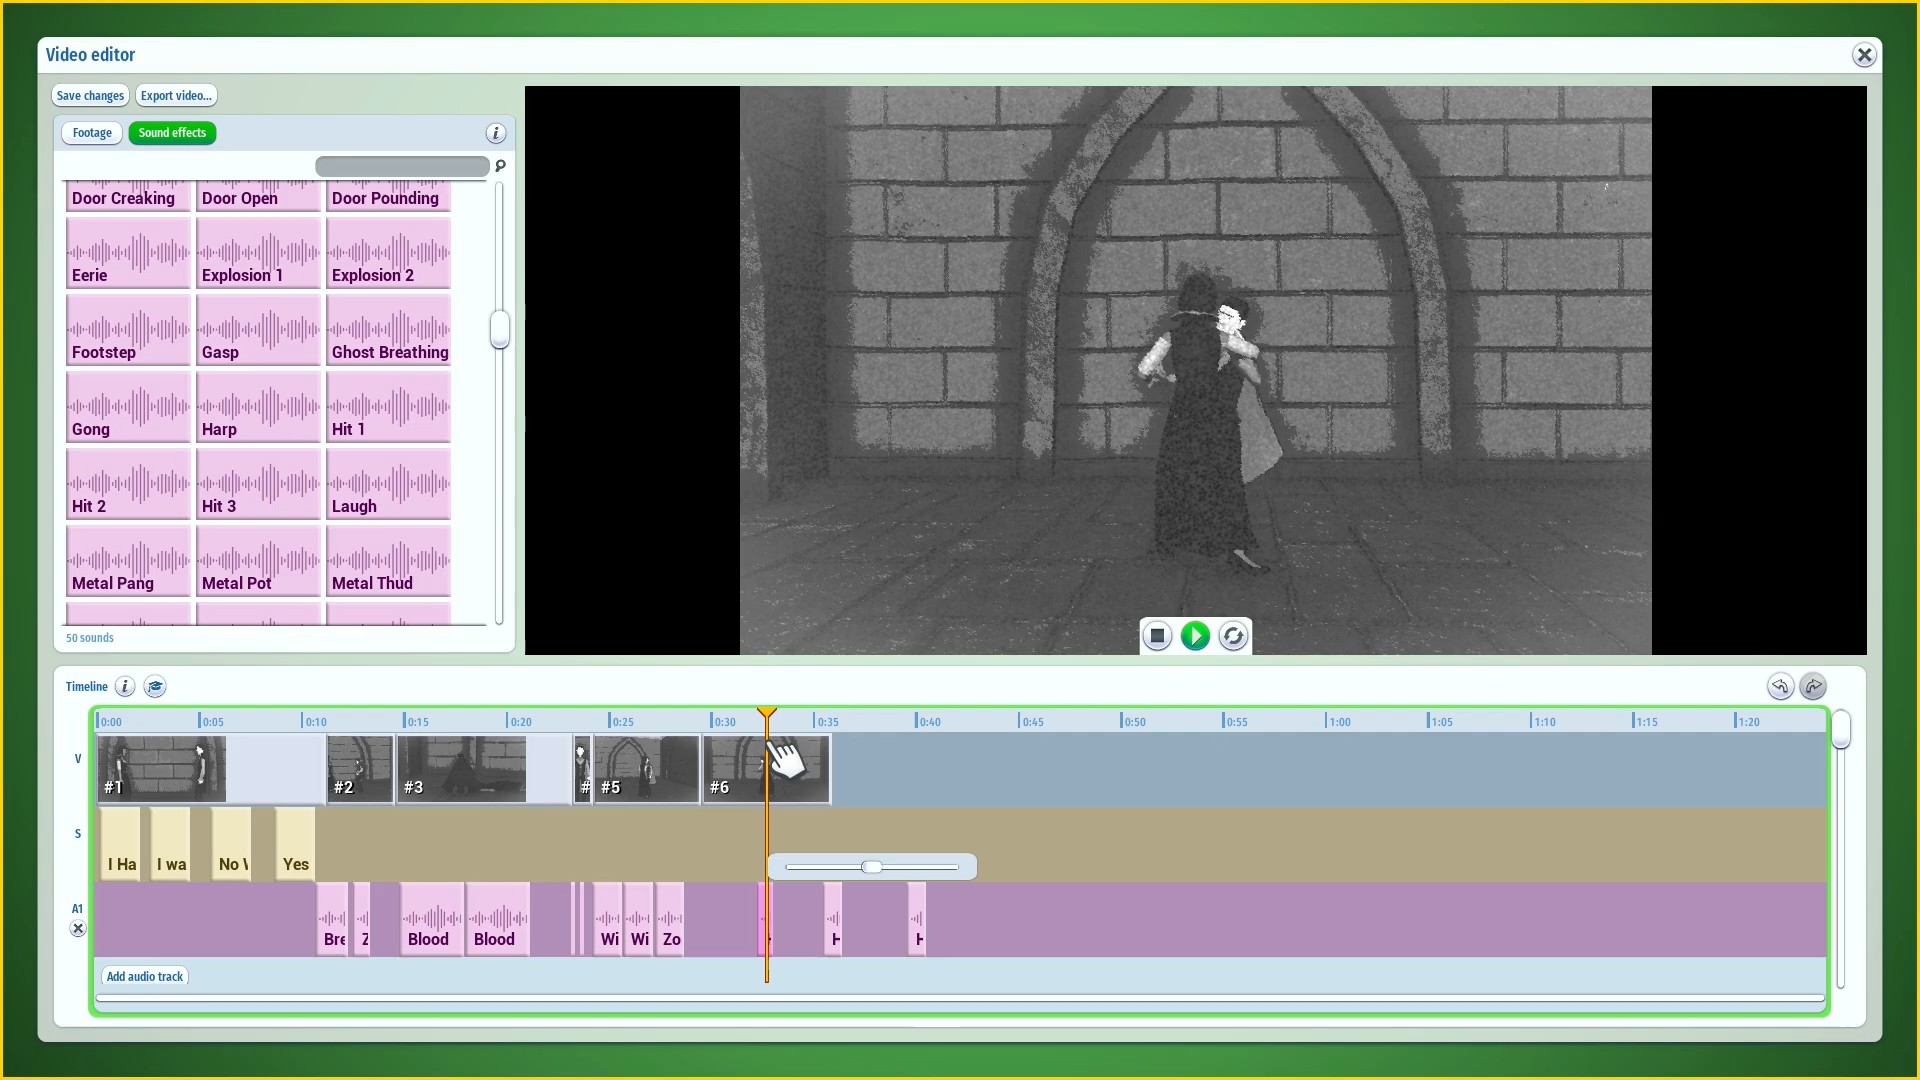 Video editor
Save changes
Export video...
Footage
Sound effects
Door Creaking
Door Open
Door Pounding
Eerie
Explosion 1
Explosion 2
Footstep
Gasp
Ghost Breathing
Gong
Harp
Hit 1
Hit 2
Hit 3
Laugh
Metal Pang
Metal Pot
Metal Thud
50 sounds
Timeline
0:00
0:05
0:10
0:15
0:20
0:25
0:30
0:35
0:40
0:45
0:50
0:55
1:00
1:05
1:10
1:15
1:20
V
#1
#2
#3
#
#5
#6
S
I Ha
I wa
No
Yes
A1
Bre
Z
Blood
Blood
Wi
Wi
Zo
H
H
Add audio track